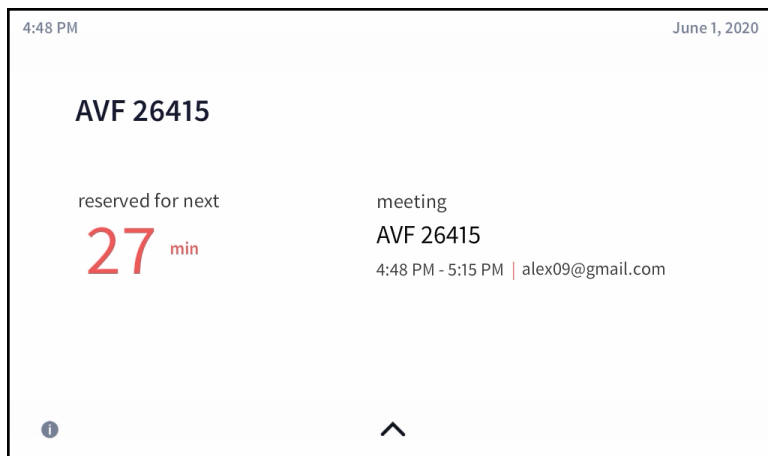 4:48 PM
June 1, 2020
AVF 26415
reserved for next
27 min
meeting
AVF 26415
4:48 PM - 5:15 PM | alex09@gmail.com
i